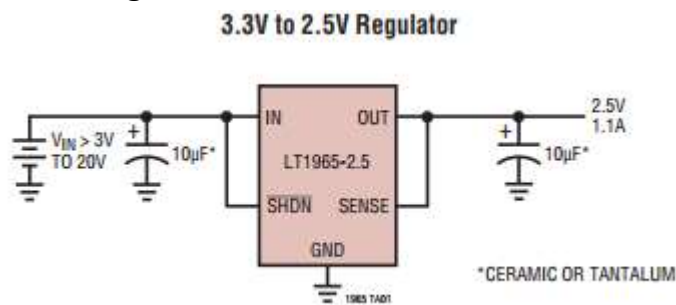 3.3V to 2.5V Regulator
IN
OUT
2.5V
1.1A
VIN > 3V
TO 20V
10µF*
LT1965-2.5
10µF*
SHDN
SENSE
GND
*CERAMIC OR TANTALUM
1965 TA01